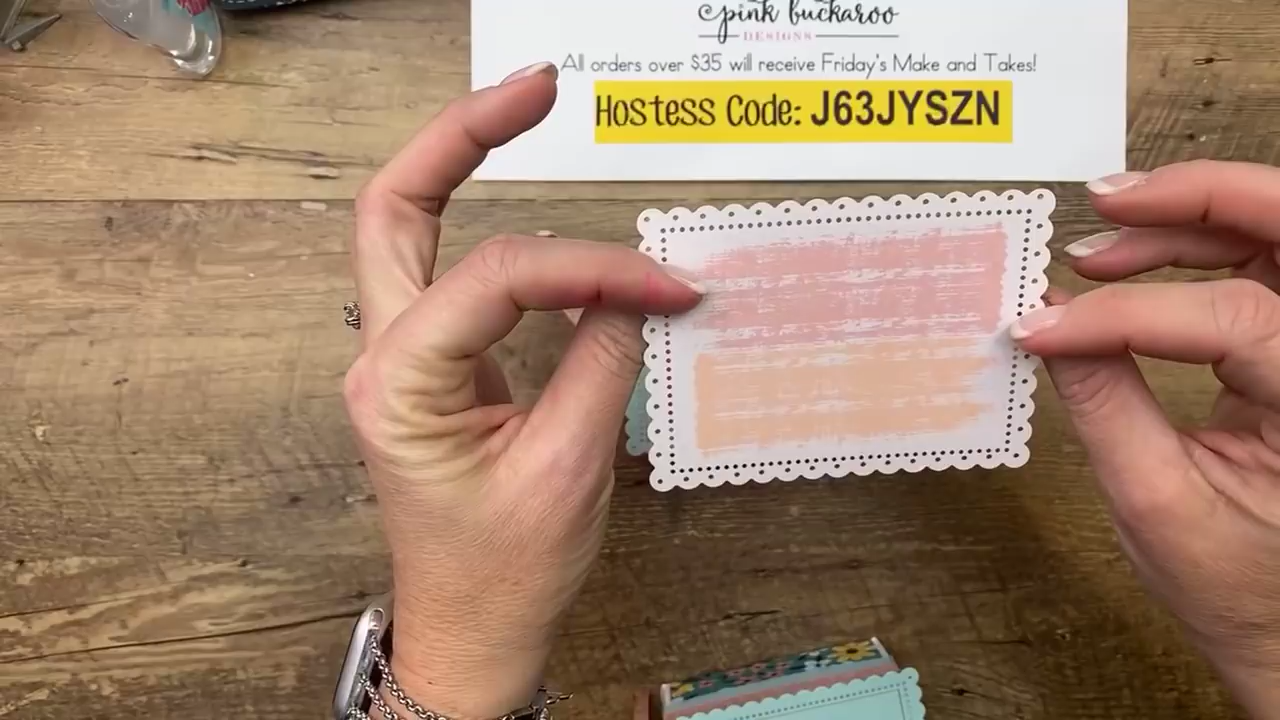 pink buckaroo
DESIGNS
All orders over $35 will receive Friday's Make and Takes!
Hostess Code: J63JYSZN